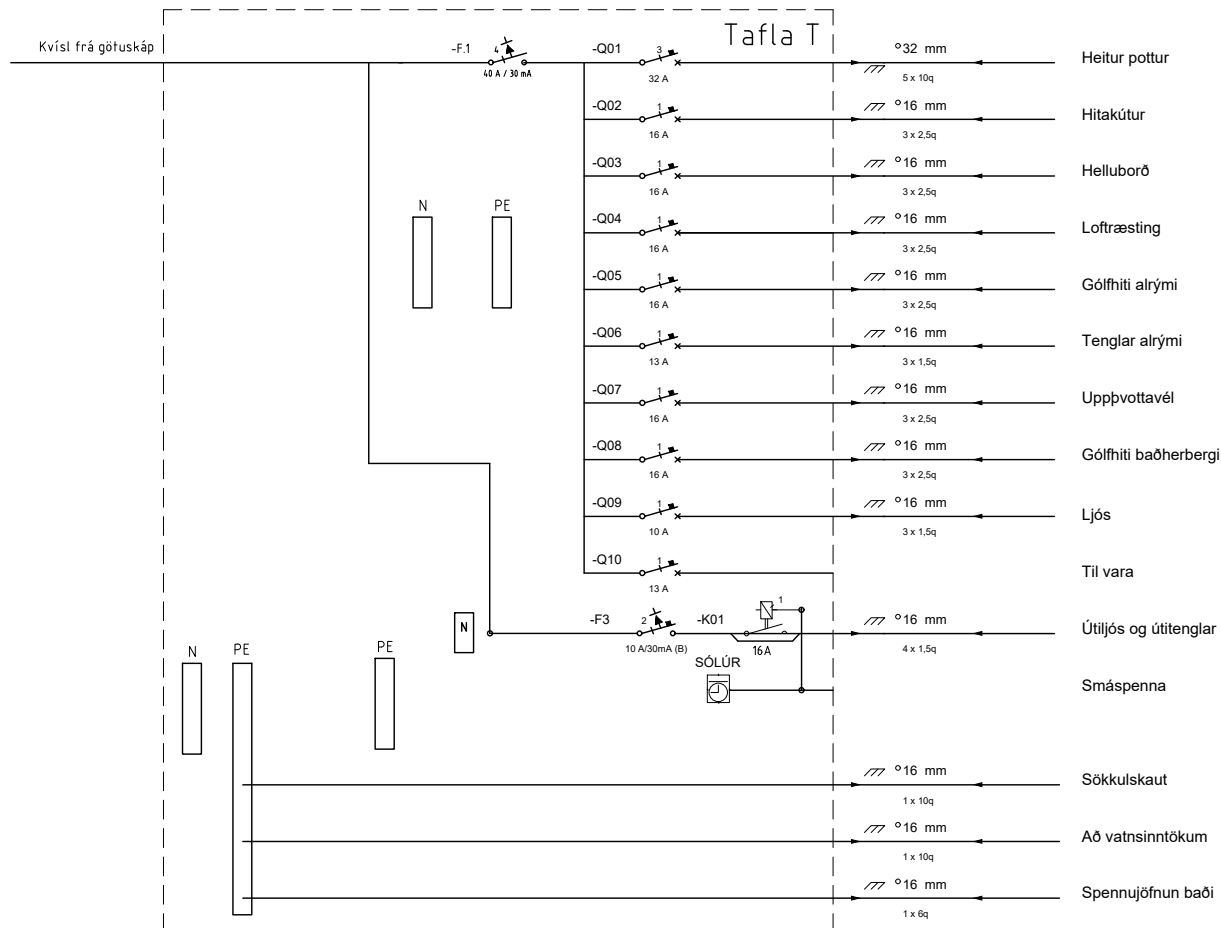 Tafla T
Kvísl frá götuskáp
-F.1
4
40 A / 30 mA
-Q01
3
32 A
32 mm
5 x 10q
Heitur pottur
-Q02
1
16 A
16 mm
3 x 2,5q
Hitakútur
-Q03
1
16 A
16 mm
3 x 2,5q
Helluborð
N
PE
-Q04
1
16 A
16 mm
3 x 2,5q
Loftræsting
-Q05
1
16 A
16 mm
3 x 2,5q
Gólfhiti alrými
-Q06
1
13 A
16 mm
3 x 1,5q
Tenglar alrými
-Q07
1
16 A
16 mm
3 x 2,5q
Uppþvottavél
-Q08
1
16 A
16 mm
3 x 2,5q
Gólfhiti baðherbergi
-Q09
1
10 A
16 mm
3 x 1,5q
Ljós
-Q10
1
13 A
Til vara
N
-F3
2
10 A/30mA (B)
-K01
1
16A
16 mm
4 x 1,5q
Útiljós og útitenglar
N
PE
PE
SÓLÚR
Smáspenna
16 mm
1 x 10q
Sökkulskaut
16 mm
1 x 10q
Að vatnsinntökum
16 mm
1 x 6q
Spennujöfnun baði